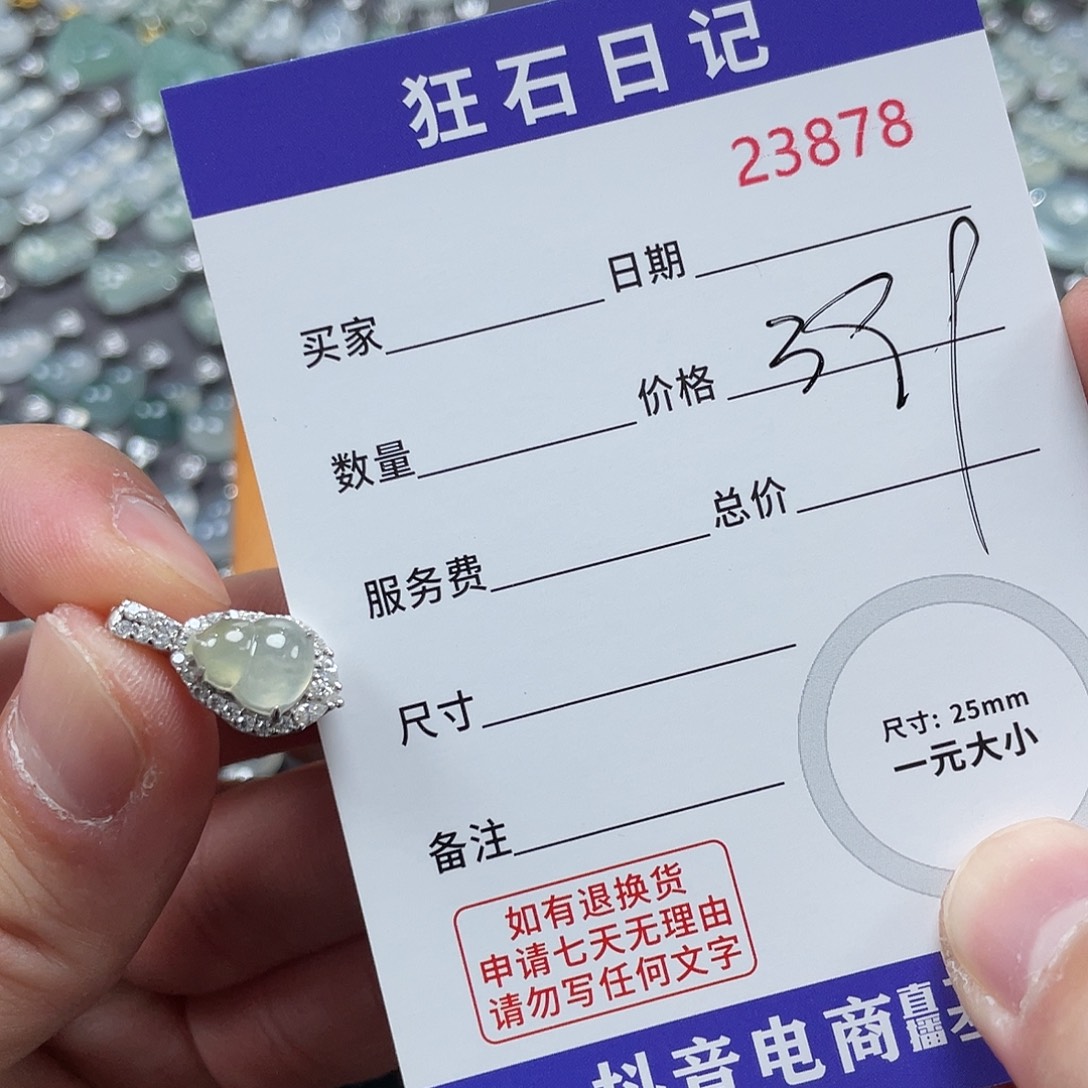 狂石日记
23878
买家 日期
数量 价格
服务费 总价
尺寸
尺寸: 25mm
一元大小
备注
如有退换货
申请七天无理由
请勿写任何文字
抖音电商 直播